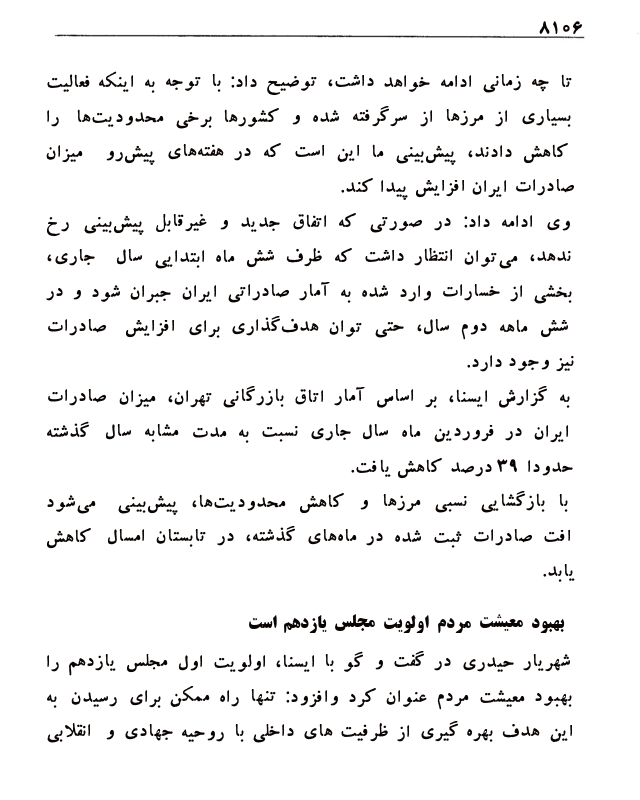 ۸۱۰۶
تا چه زمانی ادامه خواهد داشت، توضیح داد: با توجه به اینکه فعالیت
بسیاری از مرزها از سرگرفته شده و کشورها برخی محدودیت‌ها را
کاهش دادند، پیش‌بینی ما این است که در هفته‌های پیش‌رو میزان
صادرات ایران افزایش پیدا کند.
وی ادامه داد: در صورتی که اتفاق جدید و غیرقابل پیش‌بینی رخ
ندهد، می‌توان انتظار داشت که ظرف شش ماه ابتدایی سال جاری،
بخشی از خسارات وارد شده به آمار صادراتی ایران جبران شود و در
شش ماهه دوم سال، حتی توان هدف‌گذاری برای افزایش صادرات
نیز وجود دارد.
به گزارش ایسنا، بر اساس آمار اتاق بازرگانی تهران، میزان صادرات
ایران در فروردین ماه سال جاری نسبت به مدت مشابه سال گذشته
حدودا ۳۹ درصد کاهش یافت.
با بازگشایی نسبی مرزها و کاهش محدودیت‌ها، پیش‌بینی می‌شود
افت صادرات ثبت شده در ماه‌های گذشته، در تابستان امسال کاهش
یابد.
بهبود معیشت مردم اولویت مجلس یازدهم است
شهریار حیدری در گفت و گو با ایسنا، اولویت اول مجلس یازدهم را
بهبود معیشت مردم عنوان کرد وافزود: تنها راه ممکن برای رسیدن به
این هدف بهره گیری از ظرفیت های داخلی با روحیه جهادی و انقلابی